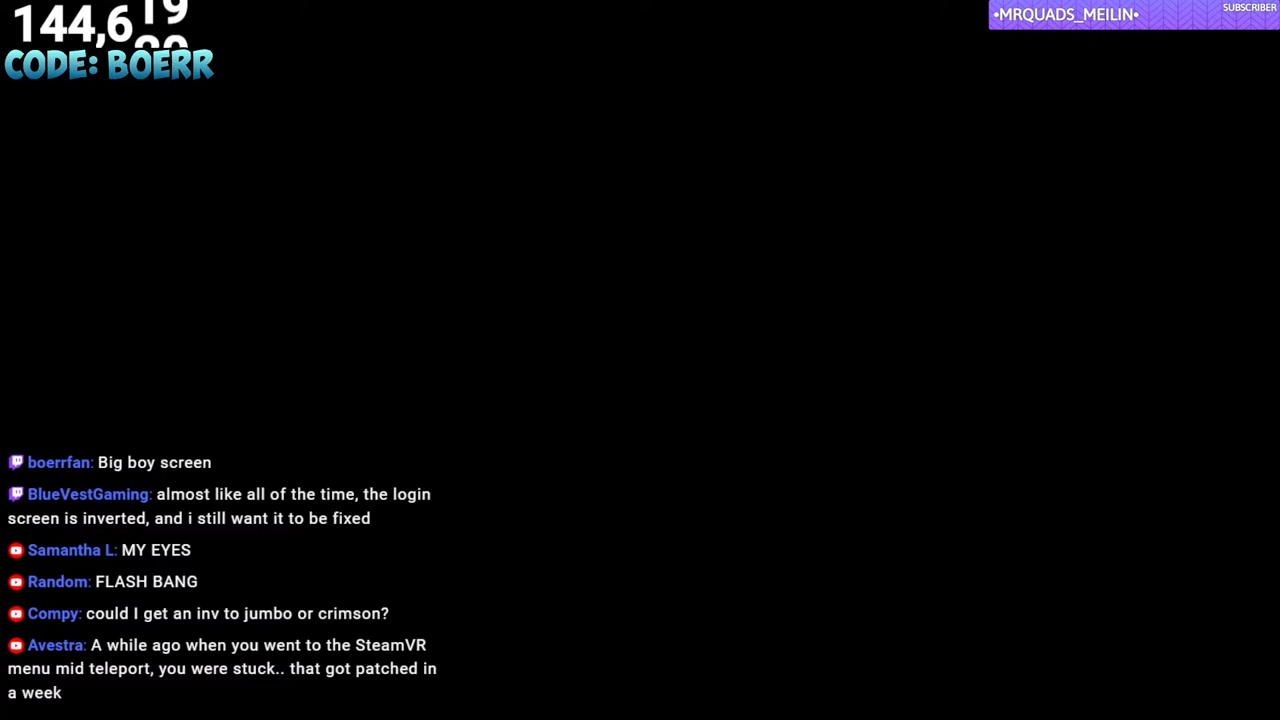 144,6 19
•MRQUADS_MEILIN•
SUBSCRIBER
CODE: BOERR
boerrfan: Big boy screen
BlueVestGaming: almost like all of the time, the login
screen is inverted, and i still want it to be fixed
Samantha L: MY EYES
Random: FLASH BANG
Compy: could I get an inv to jumbo or crimson?
Avestra: A while ago when you went to the SteamVR
menu mid teleport, you were stuck.. that got patched in
a week